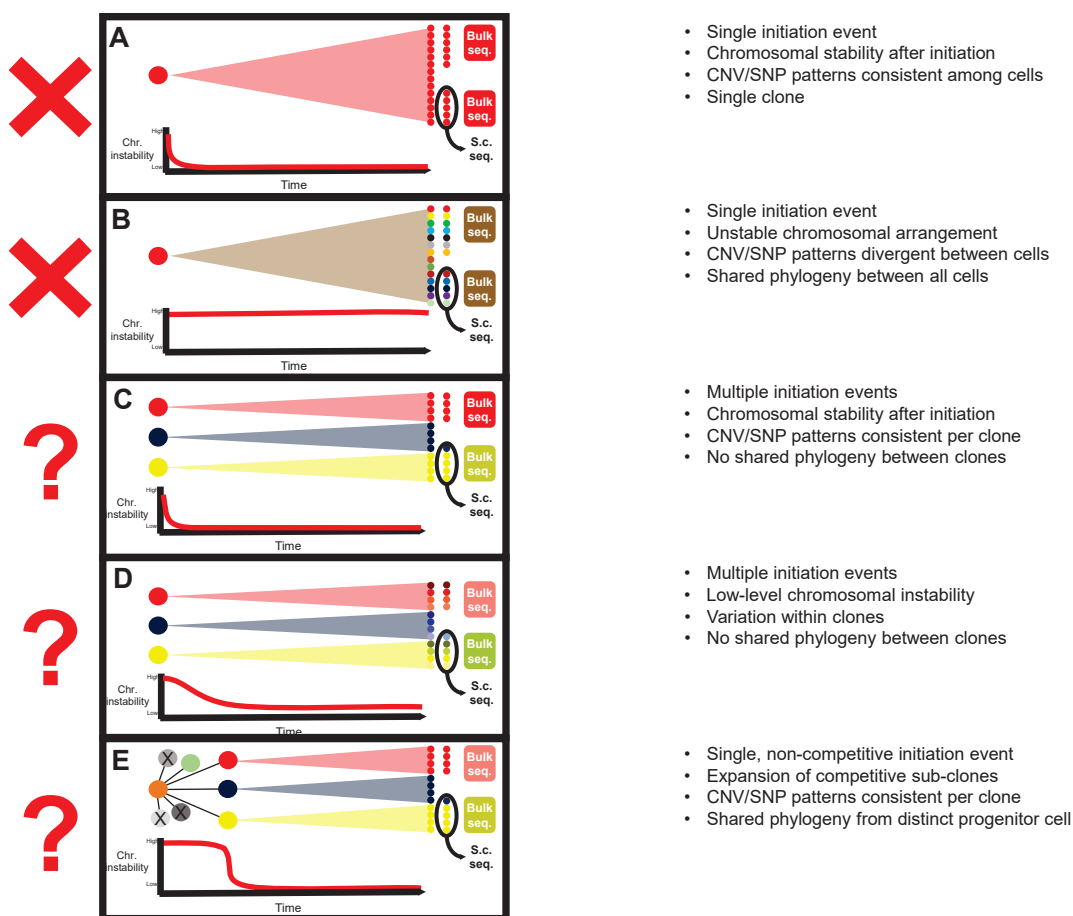 A
Bulk
seq.
Bulk
seq.
S.c.
seq.
High
Chr.
instability
Low
Time
• Single initiation event
• Chromosomal stability after initiation
• CNV/SNP patterns consistent among cells
• Single clone
B
Bulk
seq.
Bulk
seq.
S.c.
seq.
High
Chr.
instability
Low
Time
• Single initiation event
• Unstable chromosomal arrangement
• CNV/SNP patterns divergent between cells
• Shared phylogeny between all cells
?
C
Bulk
seq.
Bulk
seq.
S.c.
seq.
High
Chr.
instability
Low
Time
• Multiple initiation events
• Chromosomal stability after initiation
• CNV/SNP patterns consistent per clone
• No shared phylogeny between clones
?
D
Bulk
seq.
Bulk
seq.
S.c.
seq.
High
Chr.
instability
Low
Time
• Multiple initiation events
• Low-level chromosomal instability
• Variation within clones
• No shared phylogeny between clones
?
E
X
X
X
Bulk
seq.
Bulk
seq.
S.c.
seq.
High
Chr.
instability
Low
Time
• Single, non-competitive initiation event
• Expansion of competitive sub-clones
• CNV/SNP patterns consistent per clone
• Shared phylogeny from distinct progenitor cell